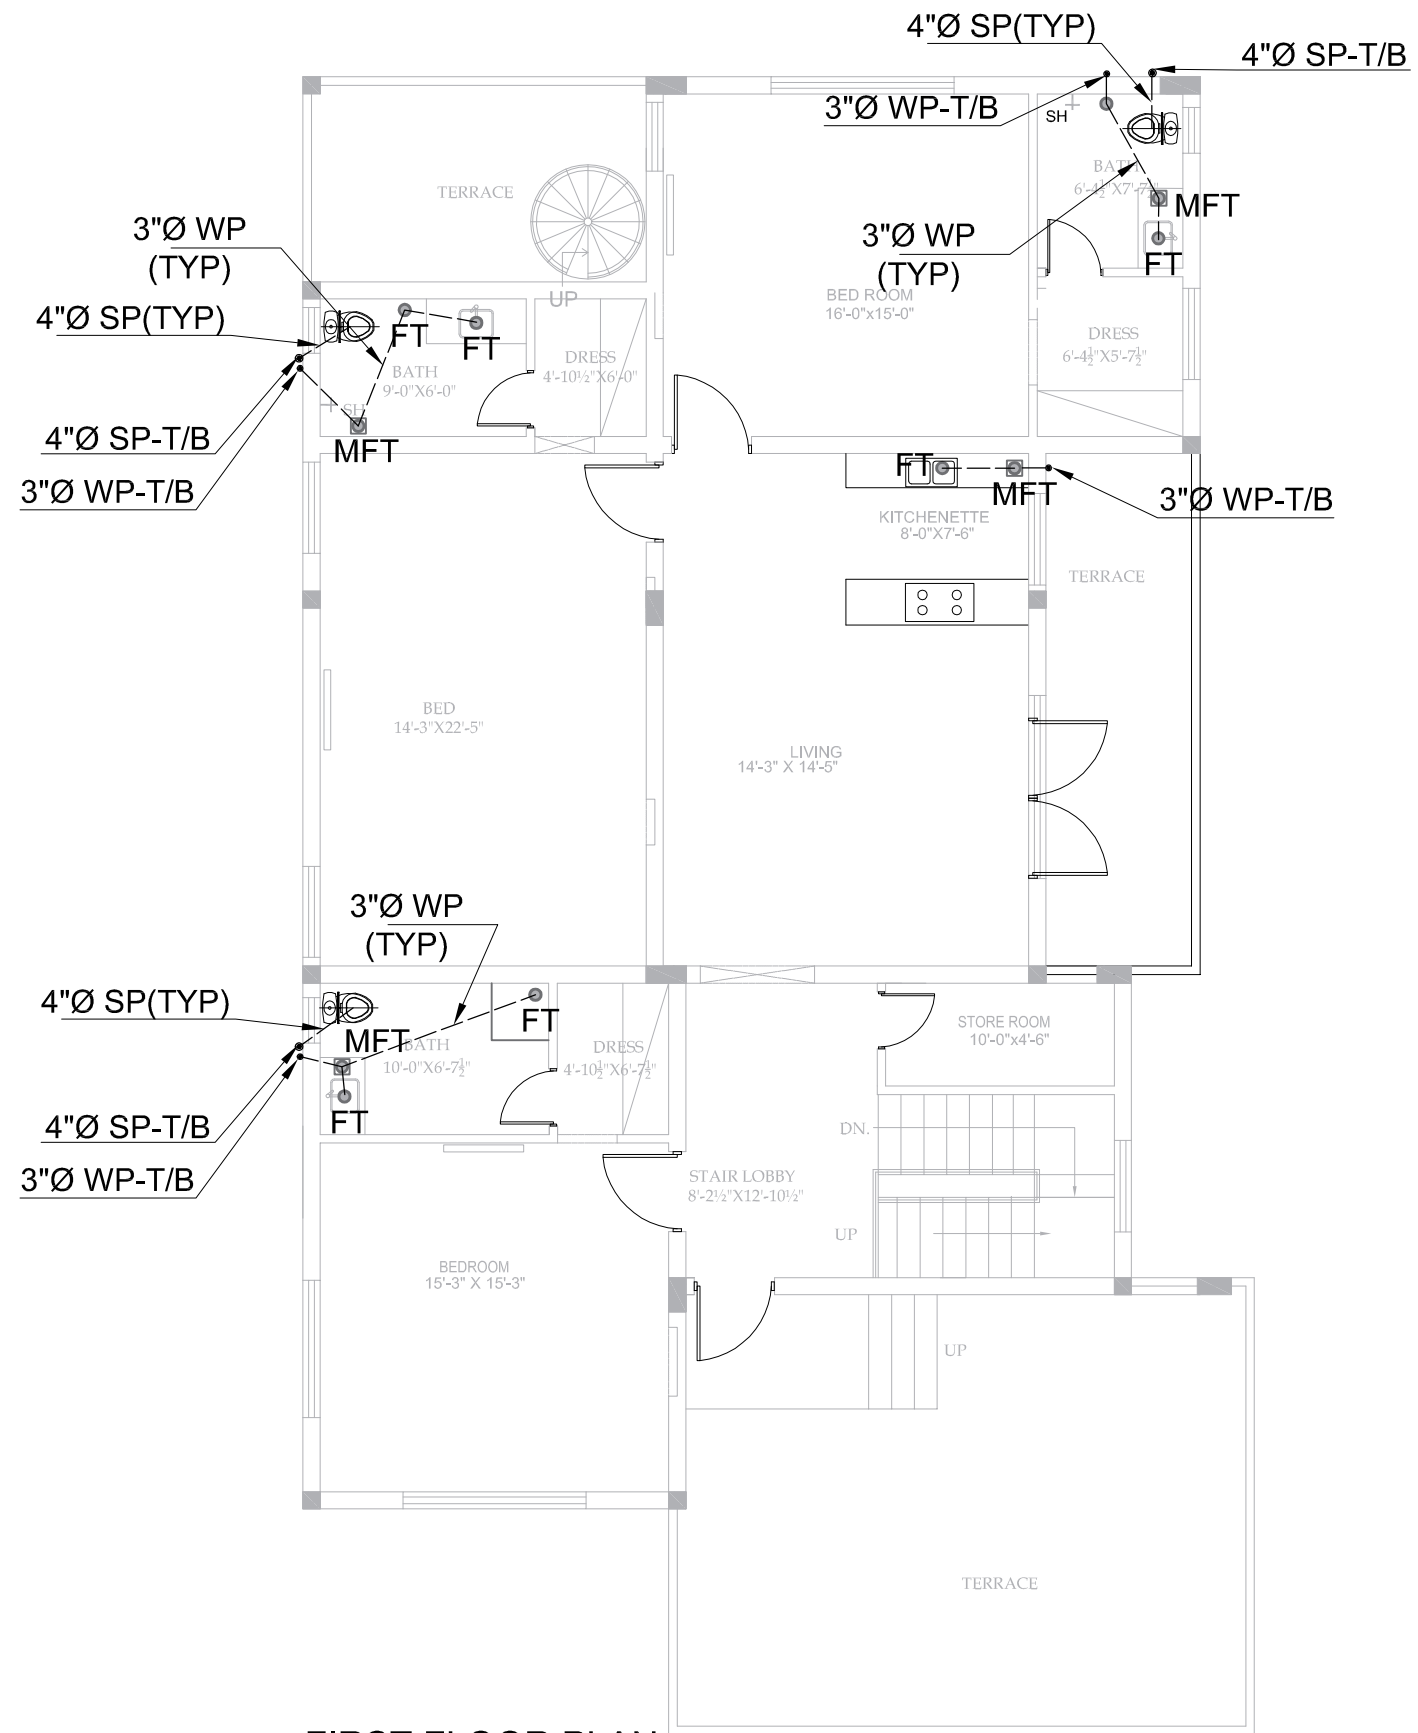 4"Ø SP(TYP)
4"Ø SP-T/B
3"Ø WP-T/B
SH
BATH
6'-4½"X7'-7½"
TERRACE
MFT
3"Ø WP
(TYP)
3"Ø WP
(TYP)
FT
UP
BED ROOM
16'-0"x15'-0"
4"Ø SP(TYP)
FT
FT
DRESS
6'-4½"X5'-7½"
DRESS
4'-10½"X6'-0"
BATH
9'-0"X6'-0"
SH
4"Ø SP-T/B
MFT
FT
3"Ø WP-T/B
MFT
3"Ø WP-T/B
KITCHENETTE
8'-0"X7'-6"
TERRACE
BED
14'-3"X22'-5"
LIVING
14'-3" X 14'-5"
3"Ø WP
(TYP)
4"Ø SP(TYP)
FT
STORE ROOM
10'-0"x4'-6"
MFT
BATH
10'-0"X6'-7½"
DRESS
4'-10½"X6'-7½"
FT
4"Ø SP-T/B
DN.
3"Ø WP-T/B
STAIR LOBBY
8'-2½"X12'-10½"
UP
BEDROOM
15'-3" X 15'-3"
UP
TERRACE
FIRST FLOOR PLAN